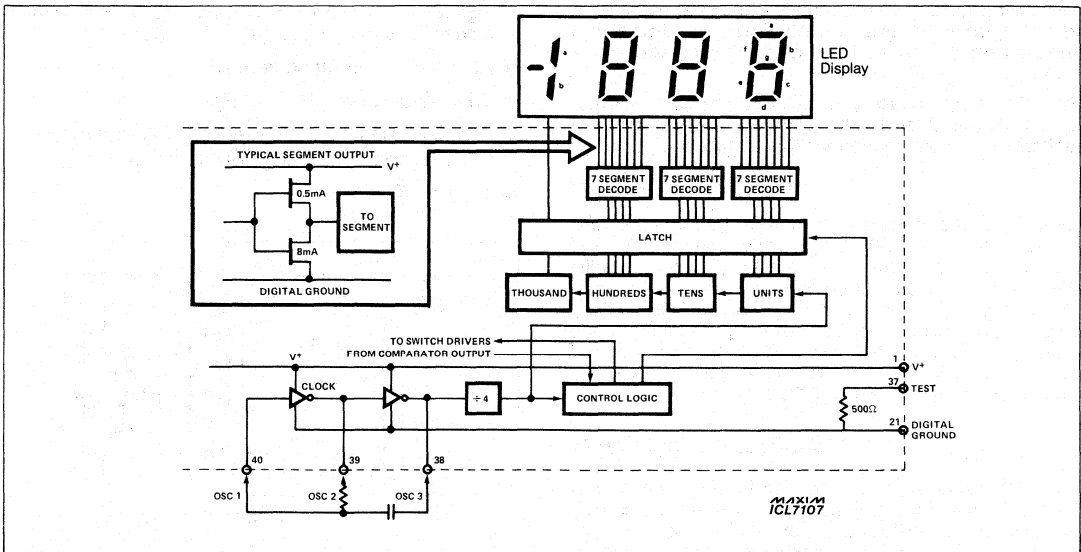 a
f
b
g
e
c
d
a
b
LED
Display
TYPICAL SEGMENT OUTPUT
V+
0.5mA
TO
SEGMENT
8mA
DIGITAL GROUND
7 SEGMENT
DECODE
7 SEGMENT
DECODE
7 SEGMENT
DECODE
LATCH
THOUSAND
HUNDREDS
TENS
UNITS
TO SWITCH DRIVERS
FROM COMPARATOR OUTPUT
V+
CLOCK
÷4
CONTROL LOGIC
1
V+
37
TEST
500Ω
21
DIGITAL
GROUND
40
39
38
OSC 1
OSC 2
OSC 3
MAXIM
ICL7107